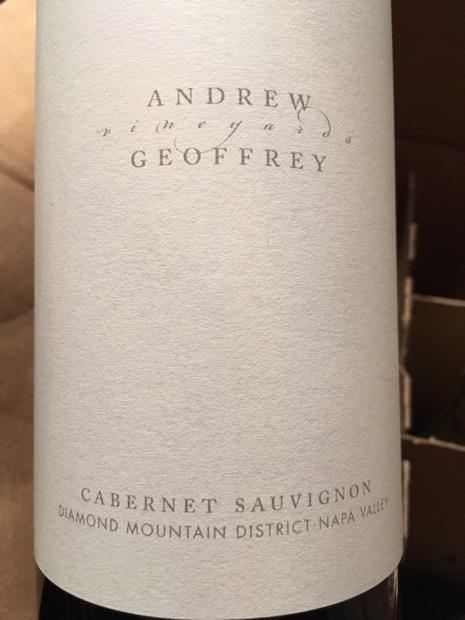 ANDREW
vineyards
GEOFFREY
CABERNET SAUVIGNON
DIAMOND MOUNTAIN DISTRICT·NAPA VALLEY